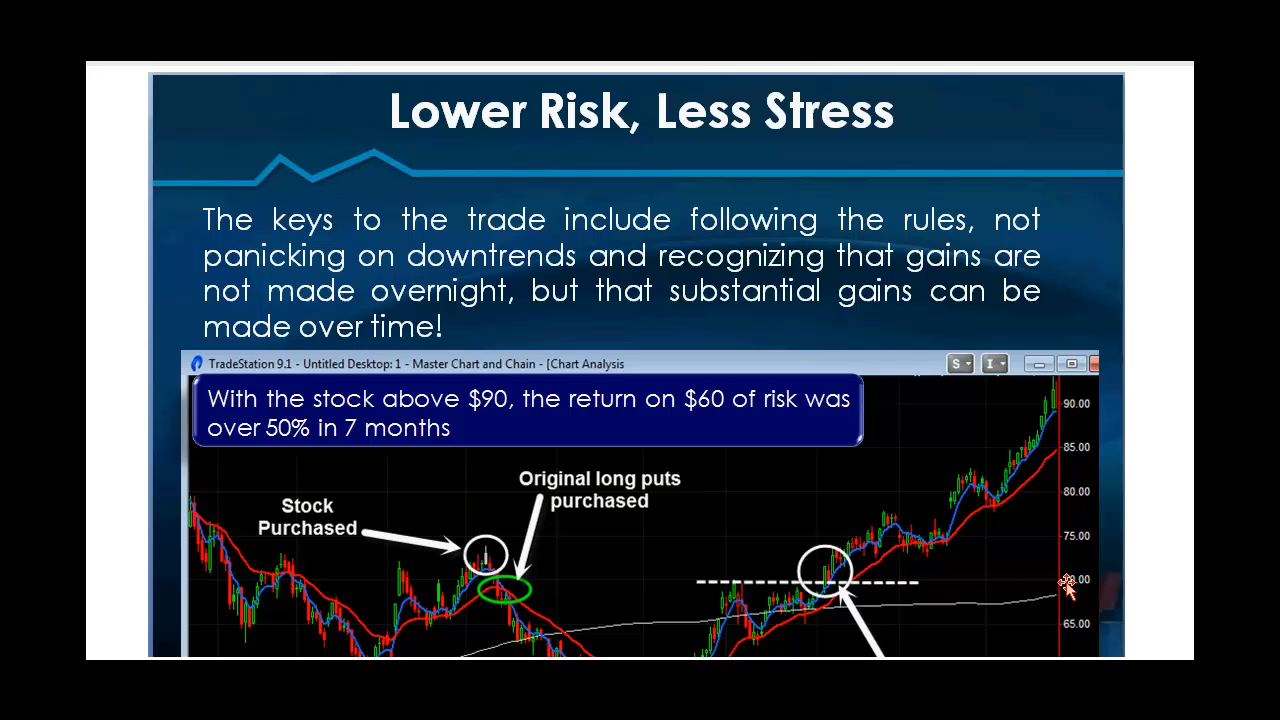 Lower Risk, Less Stress
The keys to the trade include following the rules, not
panicking on downtrends and recognizing that gains are
not made overnight, but that substantial gains can be
made over time!
TradeStation 9.1 - Untitled Desktop: 1 - Master Chart and Chain - [Chart Analysis
S
I
With the stock above $90, the return on $60 of risk was
over 50% in 7 months
90.00
85.00
Original long puts
purchased
80.00
Stock
Purchased
75.00
65.00